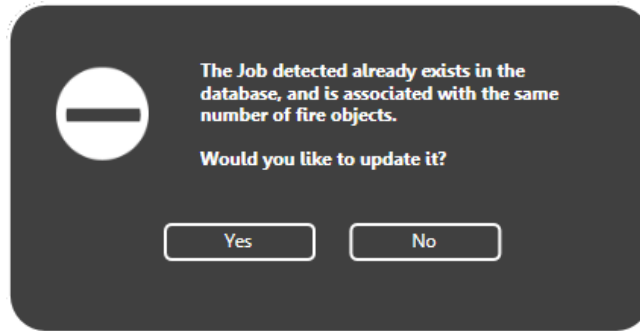 The Job detected already exists in the
database, and is associated with the same
number of fire objects.
Would you like to update it?
Yes
No